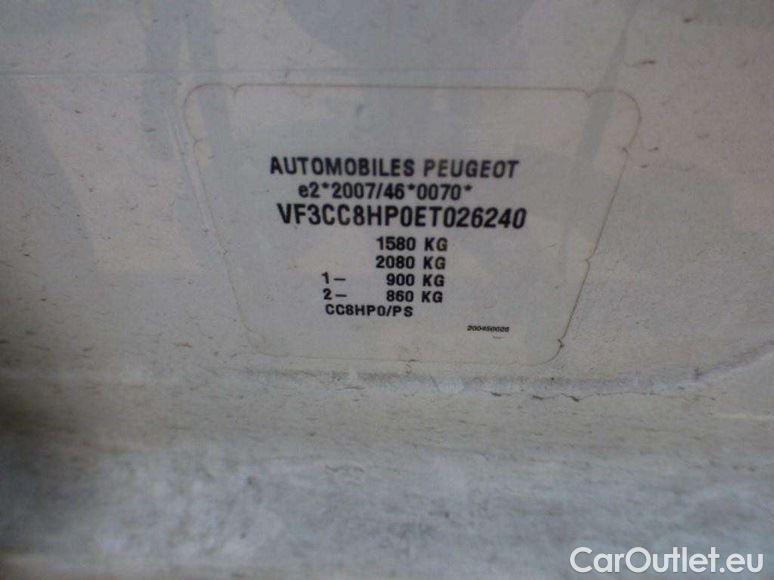 AUTOMOBILES PEUGEOT
e2*2007/46*0070*
VF3CC8HP0ET026240
1580 KG
2080 KG
1- 900 KG
2- 860 KG
CC8HP0/PS
CarOutlet.eu